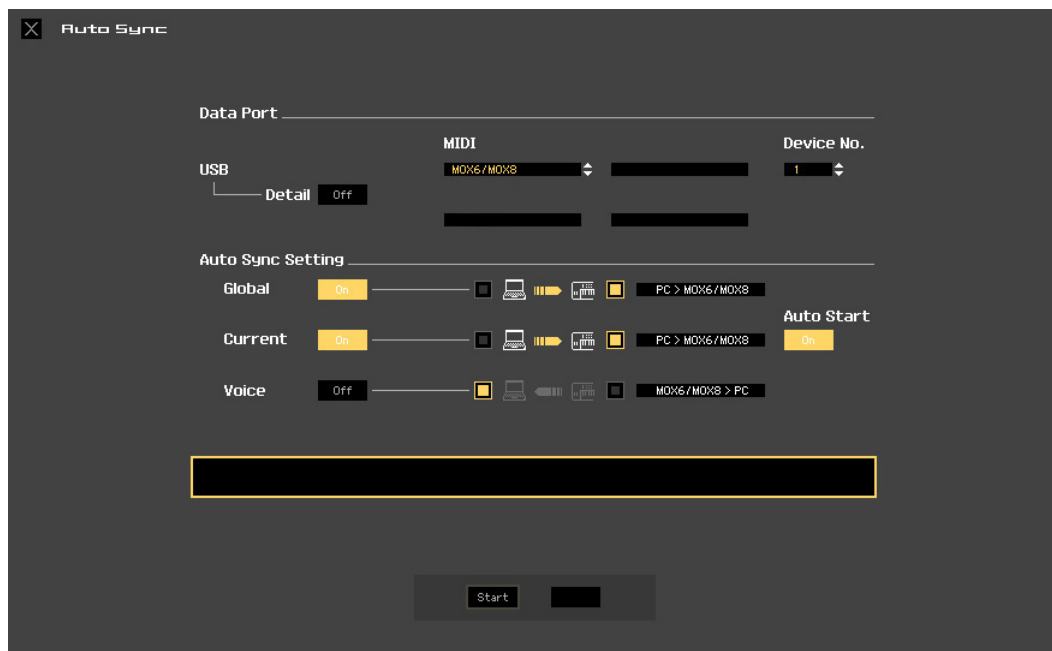 Auto Sync
Data Port
MIDI Device No.
USB MOX6/MOX8 1
Detail Off
Auto Sync Setting
Global On PC > MOX6/MOX8
Auto Start
Current On PC > MOX6/MOX8 On
Voice Off MOX6/MOX8 > PC
Start